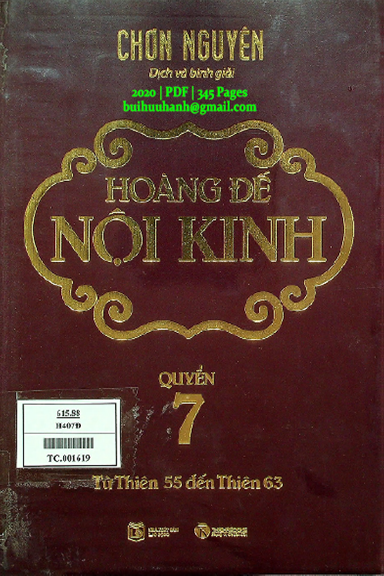 CHƠN NGUYÊN
Dịch và bình giải
2020 | PDF | 345 Pages
buihuuhanh@gmail.com
HOÀNG ĐẾ
NỘI KINH
QUYỂN
7
615.88
H407Đ
TC.001619
Từ Thiên 55 đến Thiên 63